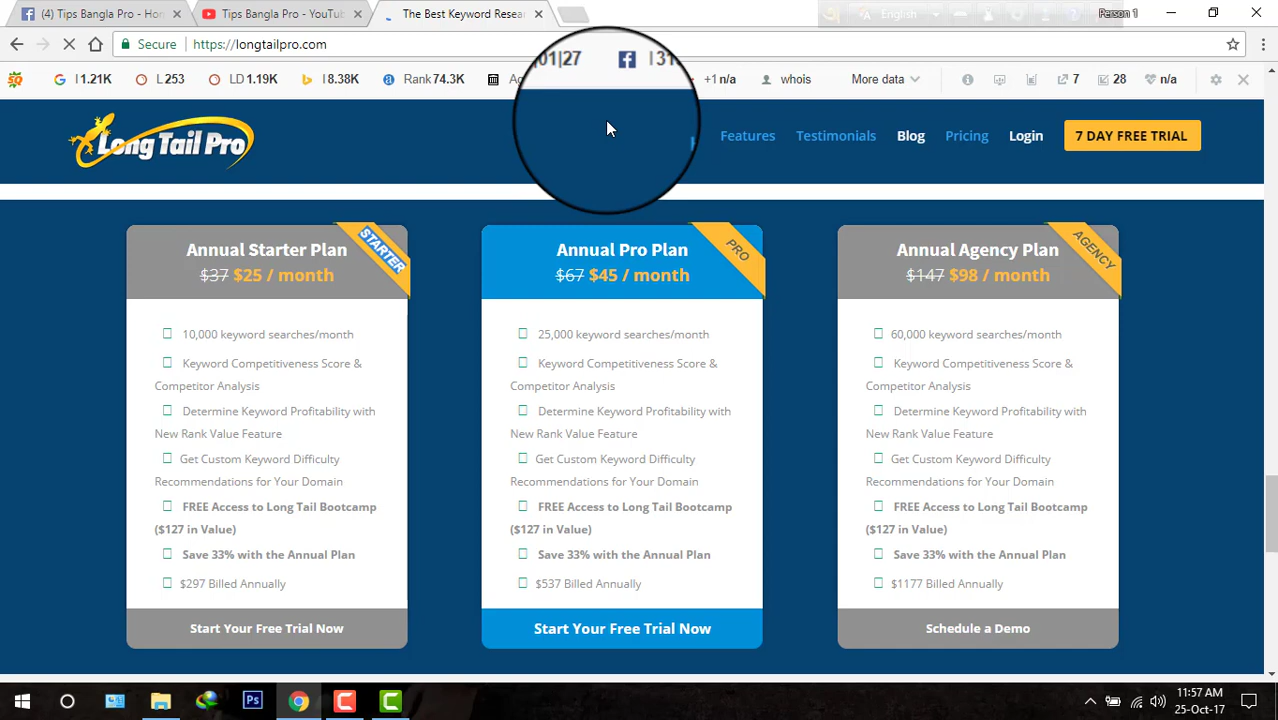 (4) Tips Bangla Pro - Hom
Tips Bangla Pro - YouTu
The Best Keyword Resear
English
Person 1
Secure
https://longtailpro.com
I 1.21K
L 253
LD 1.19K
I 8.38K
Rank 74.3K
01|27
I 31
+1 n/a
whois
More data
7
28
n/a
Long Tail Pro
Features
Testimonials
Blog
Pricing
Login
7 DAY FREE TRIAL
Annual Starter Plan
$37 $25 / month
STARTER
10,000 keyword searches/month
Keyword Competitiveness Score &
Competitor Analysis
Determine Keyword Profitability with
New Rank Value Feature
Get Custom Keyword Difficulty
Recommendations for Your Domain
FREE Access to Long Tail Bootcamp
($127 in Value)
Save 33% with the Annual Plan
$297 Billed Annually
Start Your Free Trial Now
Annual Pro Plan
$67 $45 / month
PRO
25,000 keyword searches/month
Keyword Competitiveness Score &
Competitor Analysis
Determine Keyword Profitability with
New Rank Value Feature
Get Custom Keyword Difficulty
Recommendations for Your Domain
FREE Access to Long Tail Bootcamp
($127 in Value)
Save 33% with the Annual Plan
$537 Billed Annually
Start Your Free Trial Now
Annual Agency Plan
$147 $98 / month
AGENCY
60,000 keyword searches/month
Keyword Competitiveness Score &
Competitor Analysis
Determine Keyword Profitability with
New Rank Value Feature
Get Custom Keyword Difficulty
Recommendations for Your Domain
FREE Access to Long Tail Bootcamp
($127 in Value)
Save 33% with the Annual Plan
$1177 Billed Annually
Schedule a Demo
Ps
11:57 AM
25-Oct-17